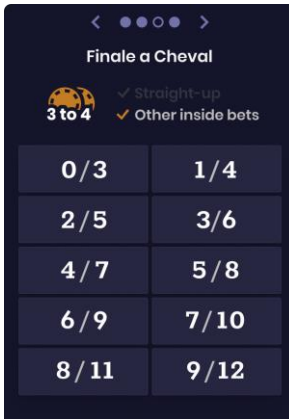 Finale a Cheval
Straight-up
3 to 4
Other inside bets
0/3
1/4
2/5
3/6
4/7
5/8
6/9
7/10
8/11
9/12